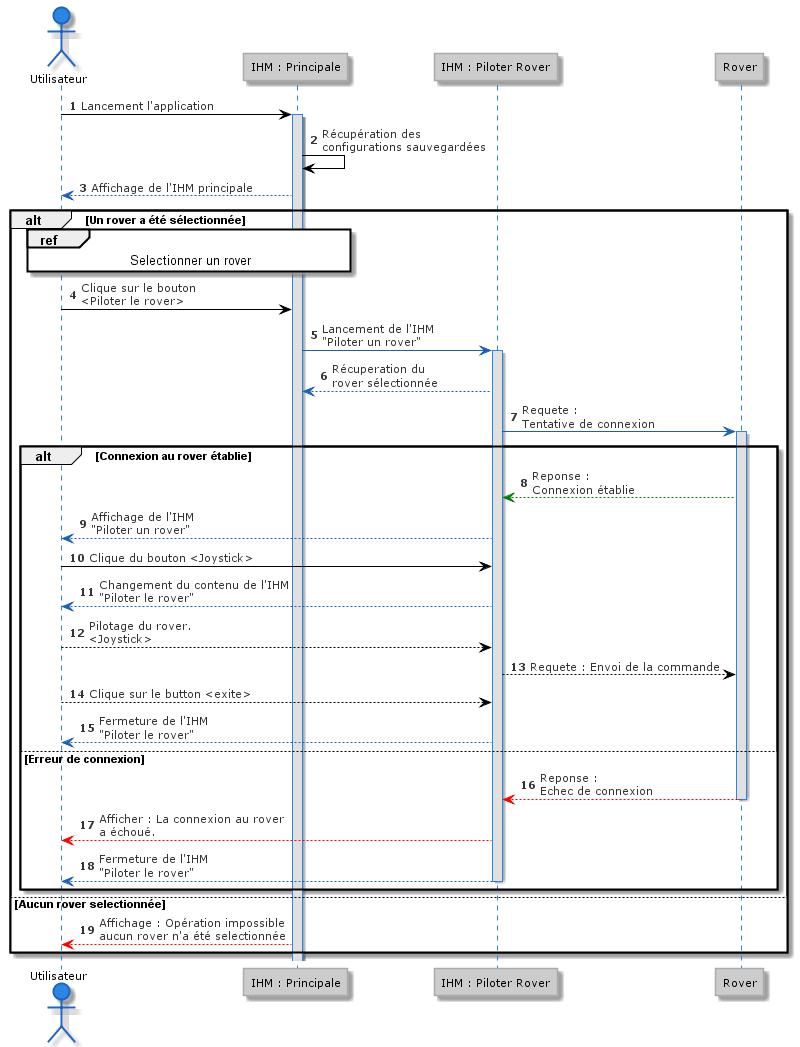 Utilisateur
IHM : Principale
IHM : Piloter Rover
Rover
1 Lancement l'application
2 Récupération des
configurations sauvegardées
3 Affichage de l'IHM principale
alt [Un rover a été sélectionnée]
ref
Selectionner un rover
4 Clique sur le bouton
<Piloter le rover>
5 Lancement de l'IHM
"Piloter un rover"
6 Récuperation du
rover sélectionnée
7 Requete :
Tentative de connexion
alt [Connexion au rover établie]
8 Reponse :
Connexion établie
9 Affichage de l'IHM
"Piloter un rover"
10 Clique du bouton <Joystick>
11 Changement du contenu de l'IHM
"Piloter le rover"
12 Pilotage du rover.
<Joystick>
13 Requete : Envoi de la commande
14 Clique sur le button <exite>
15 Fermeture de l'IHM
"Piloter le rover"
[Erreur de connexion]
16 Reponse :
Echec de connexion
17 Afficher : La connexion au rover
a échoué.
18 Fermeture de l'IHM
"Piloter le rover"
[Aucun rover selectionnée]
19 Affichage : Opération impossible
aucun rover n'a été selectionnée
Utilisateur
IHM : Principale
IHM : Piloter Rover
Rover